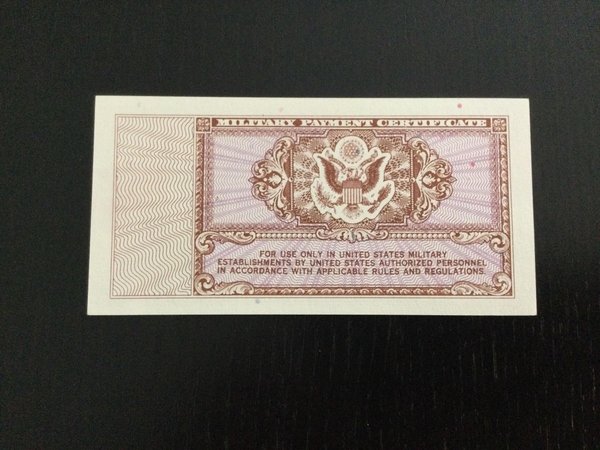 MILITARY PAYMENT CERTIFICATE
FOR USE ONLY IN UNITED STATES MILITARY
ESTABLISHMENTS BY UNITED STATES AUTHORIZED PERSONNEL
IN ACCORDANCE WITH APPLICABLE RULES AND REGULATIONS.